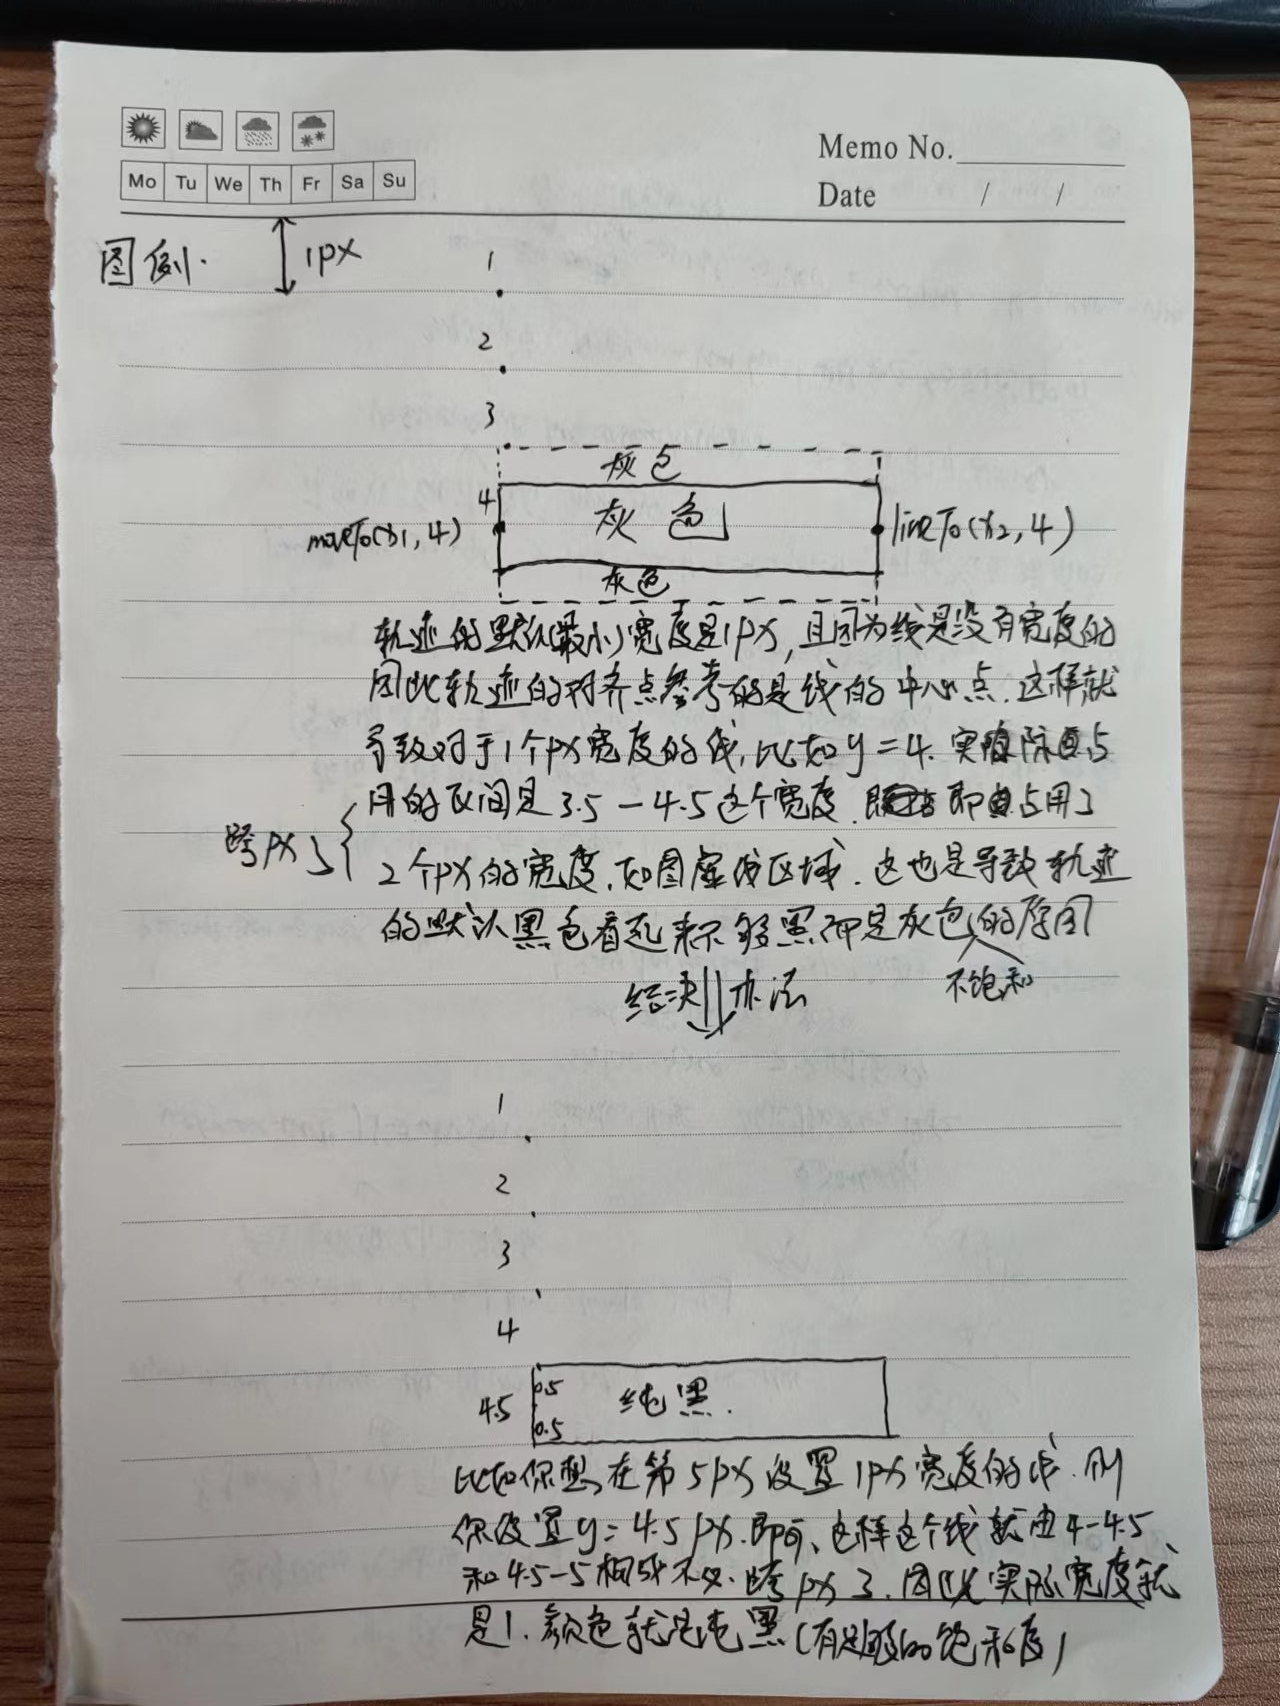 Mo Tu We Th Fr Sa Su
Memo No.
Date / /
图例. 1px
1
2
3
灰色
4
灰色
moveTo(x1, 4)
lineTo(x2, 4)
灰色
轨迹的默认(最小)宽度是1px, 且因为线是没有宽度的
因此轨迹的对齐点参考的是线的中心点. 这样就
导致对于1个px宽度的线, 比如y=4. 实际占
用的区间是3.5-4.5这个宽度. 即占用了
跨px了
2个px的宽度. 如图虚线区域. 这也是导致轨迹
的默认黑色看起来不够黑而是灰色的原因
不饱和
解决办法
1
2
3
4
4.5
0.5
0.5
纯黑.
比如你想在第5px设置1px宽度的线. 则
你设置y=4.5px.即可、这样这个线就由4-4.5
和4.5-5构成不必跨px了. 因此实际宽度就
是1. 颜色就是纯黑(有足够的饱和度)